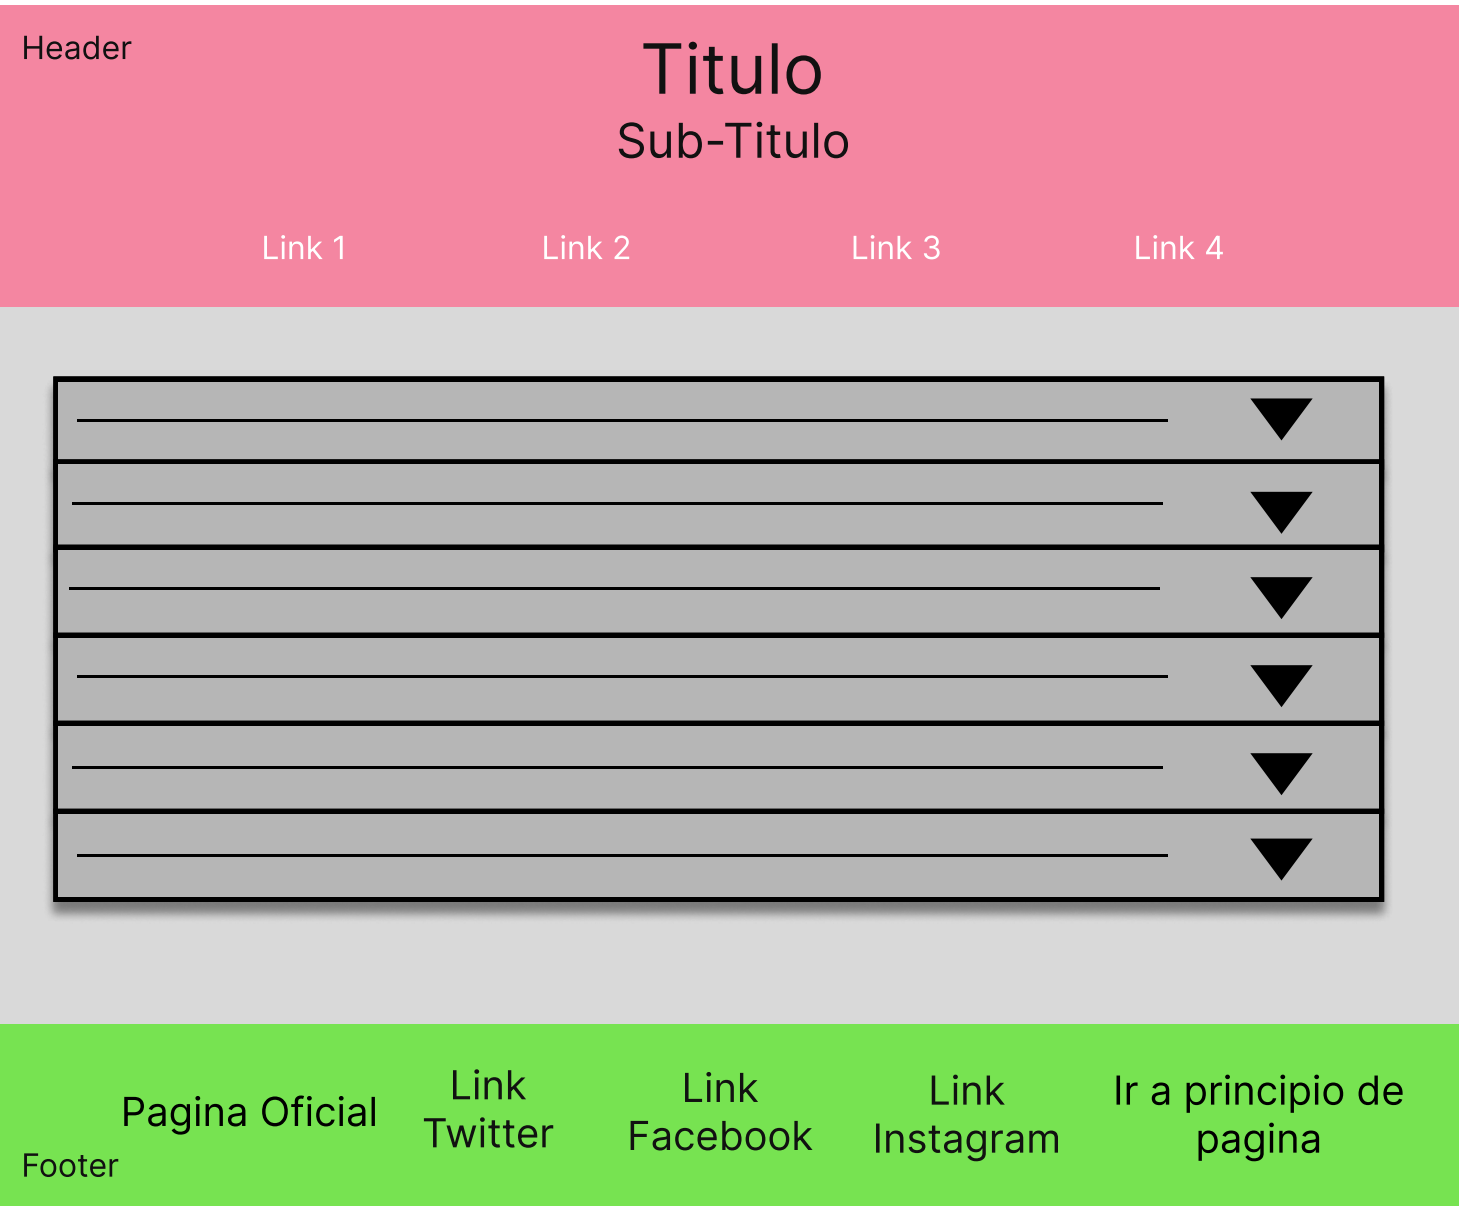 Header
Titulo
Sub-Titulo
Link 1
Link 2
Link 3
Link 4
Pagina Oficial
Link
Twitter
Link
Facebook
Link
Instagram
Ir a principio de
pagina
Footer